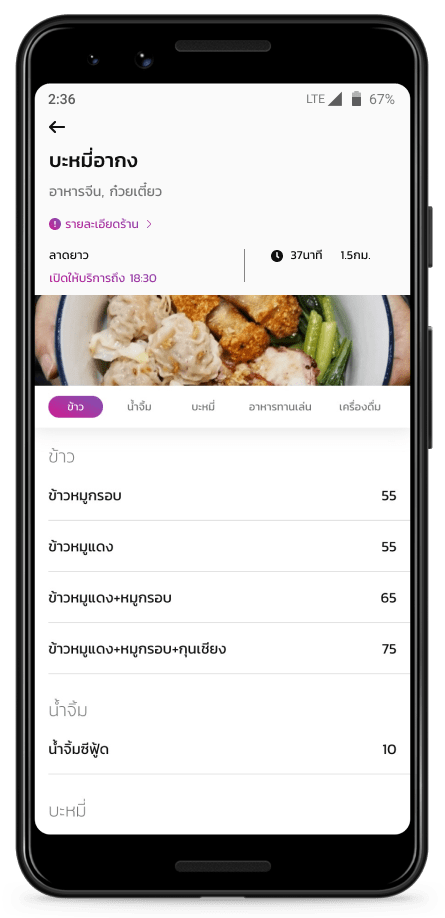 2:36 LTE 67%
บะหมี่อากง
อาหารจีน, ก๋วยเตี๋ยว
รายละเอียดร้าน
ลาดยาว 37นาที 1.5กม.
เปิดให้บริการถึง 18:30
ข้าว น้ำจิ้ม บะหมี่ อาหารทานเล่น เครื่องดื่ม
ข้าว
ข้าวหมูกรอบ 55
ข้าวหมูแดง 55
ข้าวหมูแดง+หมูกรอบ 65
ข้าวหมูแดง+หมูกรอบ+กุนเชียง 75
น้ำจิ้ม
น้ำจิ้มซีฟู้ด 10
บะหมี่